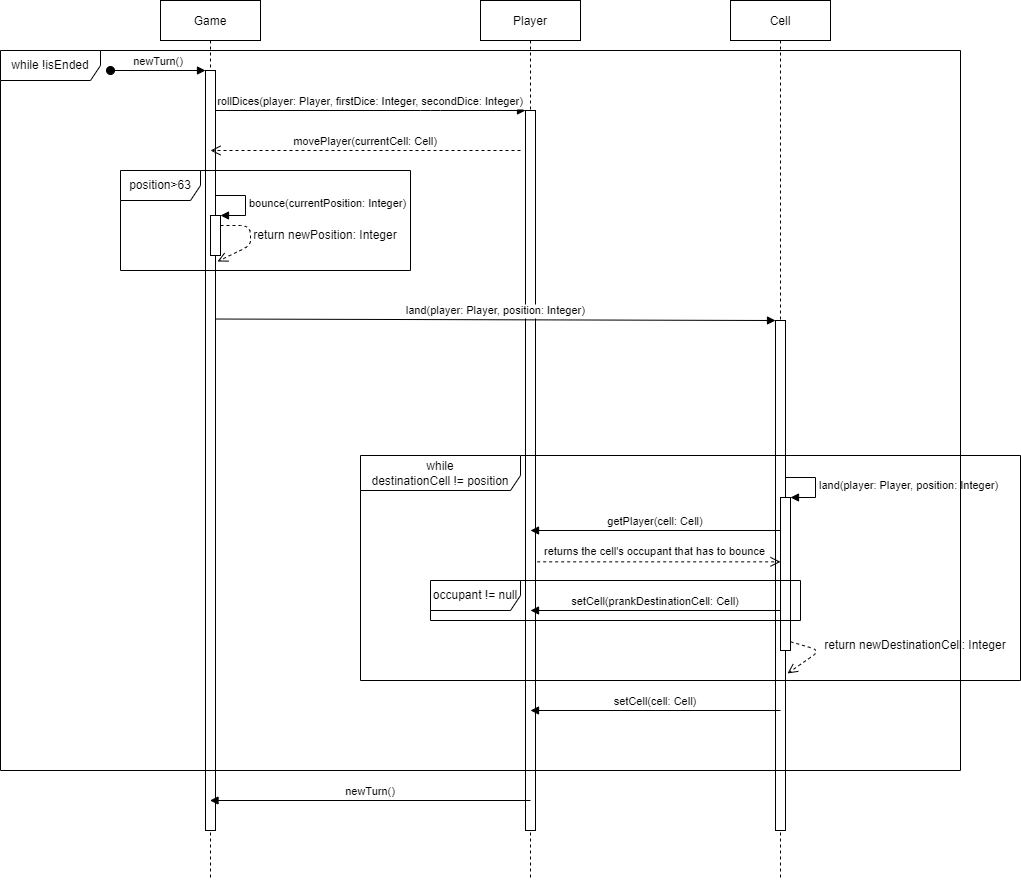 Game
Player
Cell
while !isEnded
newTurn()
rollDices(player: Player, firstDice: Integer, secondDice: Integer)
movePlayer(currentCell: Cell)
position>63
bounce(currentPosition: Integer)
return newPosition: Integer
land(player: Player, position: Integer)
while
destinationCell != position
land(player: Player, position: Integer)
getPlayer(cell: Cell)
returns the cell's occupant that has to bounce
occupant != null
setCell(prankDestinationCell: Cell)
return newDestinationCell: Integer
setCell(cell: Cell)
newTurn()